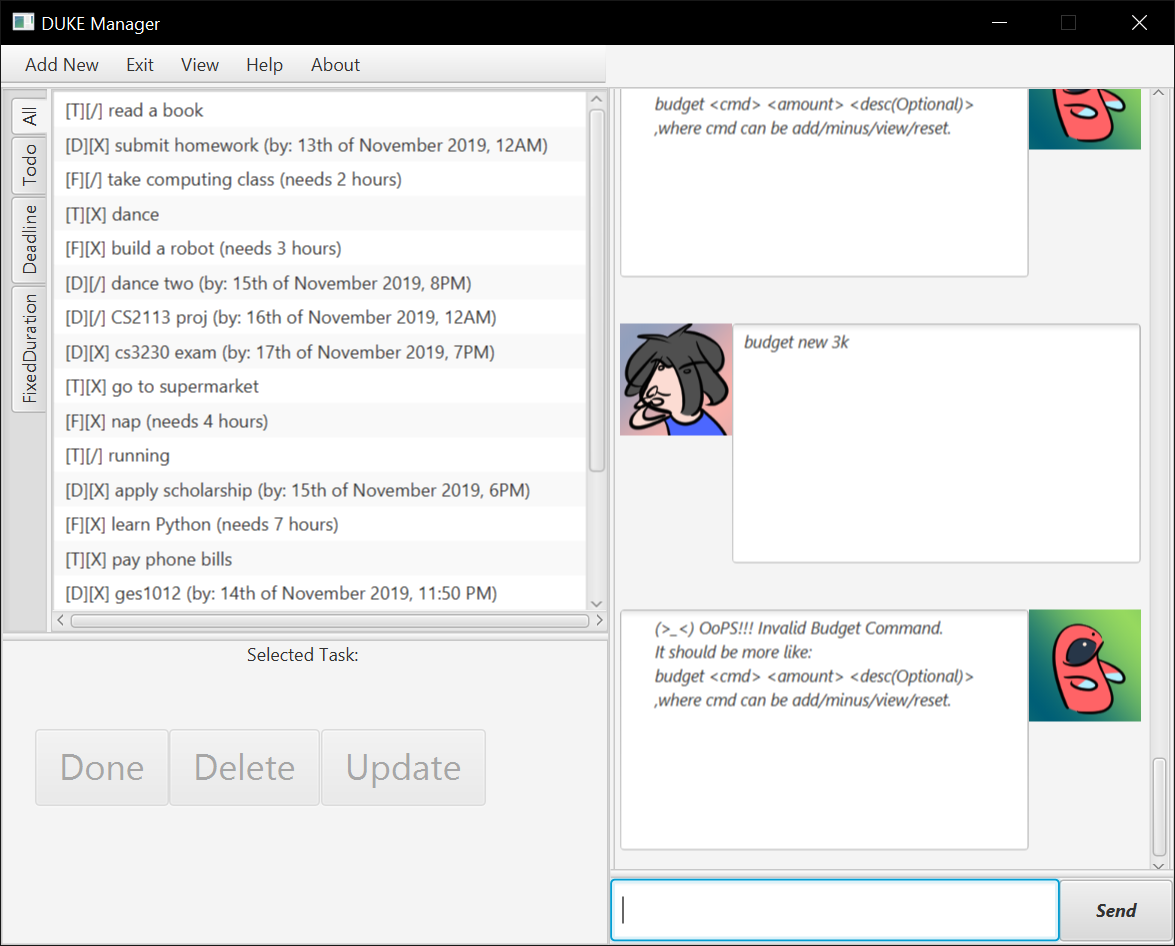 DUKE Manager
Add New Exit View Help About
All
Todo
Deadline
FixedDuration
[T][/] read a book
[D][X] submit homework (by: 13th of November 2019, 12AM)
[F][/] take computing class (needs 2 hours)
[T][X] dance
[F][X] build a robot (needs 3 hours)
[D][/] dance two (by: 15th of November 2019, 8PM)
[D][/] CS2113 proj (by: 16th of November 2019, 12AM)
[D][X] cs3230 exam (by: 17th of November 2019, 7PM)
[T][X] go to supermarket
[F][X] nap (needs 4 hours)
[T][/] running
[D][X] apply scholarship (by: 15th of November 2019, 6PM)
[F][X] learn Python (needs 7 hours)
[T][X] pay phone bills
[D][X] ges1012 (by: 14th of November 2019, 11:50 PM)
Selected Task:
Done Delete Update
budget <cmd> <amount> <desc(Optional)>
,where cmd can be add/minus/view/reset.
budget new 3k
(>_<) OoPS!!! Invalid Budget Command.
It should be more like:
budget <cmd> <amount> <desc(Optional)>
,where cmd can be add/minus/view/reset.
Send